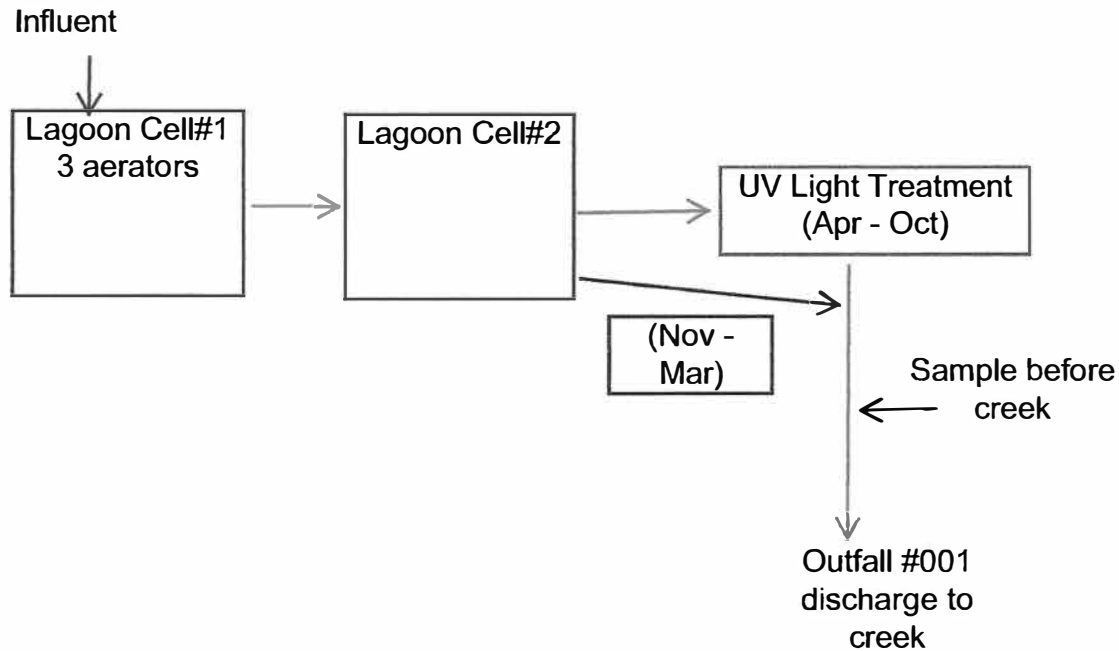 Influent
Lagoon Cell#1
3 aerators
Lagoon Cell#2
UV Light Treatment
(Apr - Oct)
(Nov -
Mar)
Sample before
creek
Outfall #001
discharge to
creek